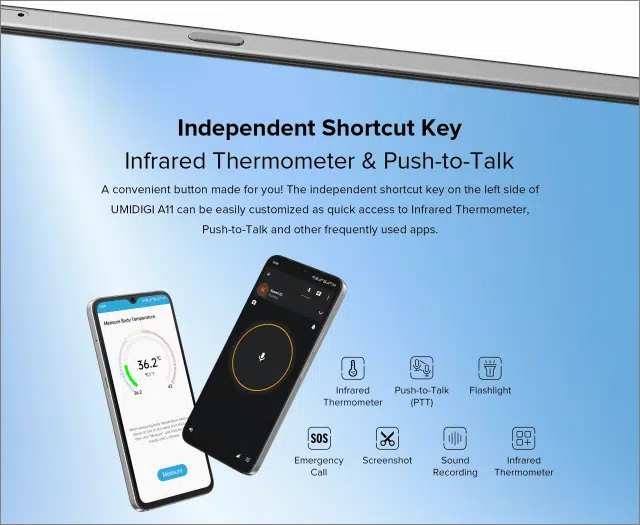 Independent Shortcut Key
Infrared Thermometer & Push-to-Talk
A convenient button made for you! The independent shortcut key on the left side of
UMIDIGI A11 can be easily customized as quick access to Infrared Thermometer,
Push-to-Talk and other frequently used apps.
Measure Body Temperature
36.2°C
36.2
42
Measure
Infrared
Thermometer
Push-to-Talk
(PTT)
Flashlight
SOS
Emergency
Call
Screenshot
Sound
Recording
Infrared
Thermometer